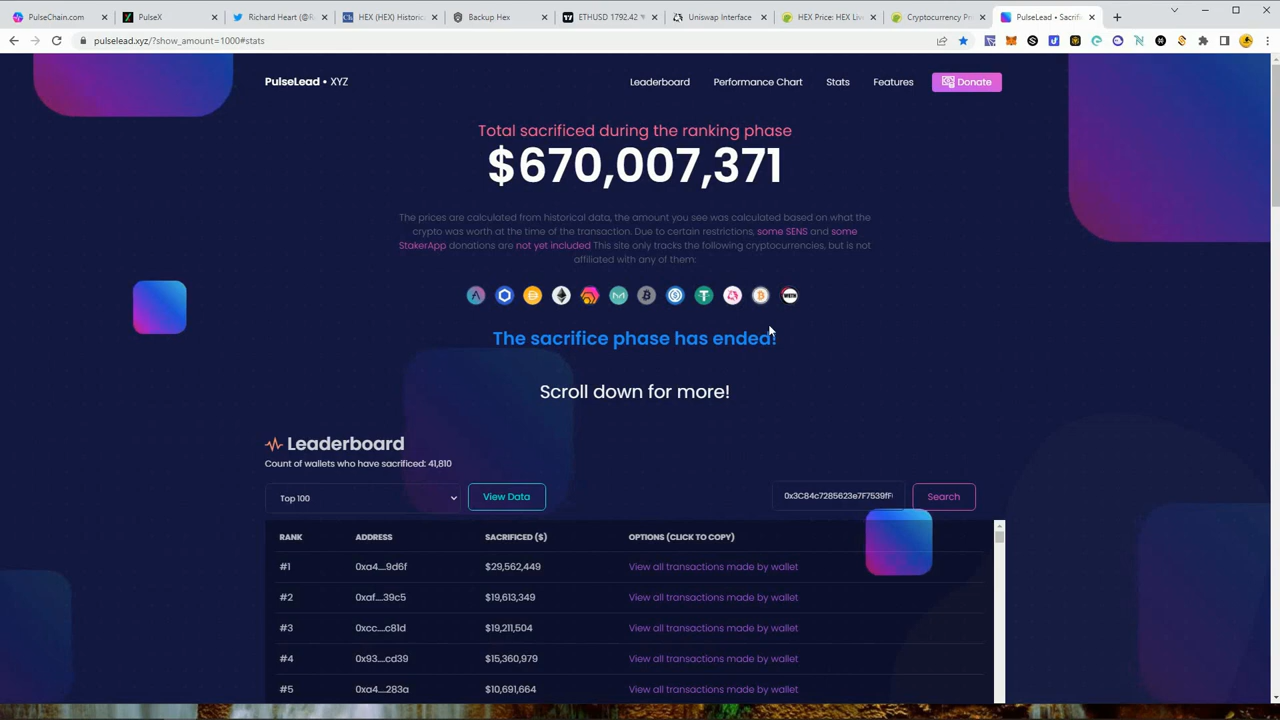 PulseChain.com
PulseX
Richard Heart (@Ri
HEX (HEX) Historic
Backup Hex
ETHUSD 1792.42
Uniswap Interface
HEX Price: HEX Live
Cryptocurrency Pr
PulseLead • Sacrific
pulselead.xyz/?show_amount=1000#stats
PulseLead • XYZ
Leaderboard
Performance Chart
Stats
Features
Donate
Total sacrificed during the ranking phase
$670,007,371
The prices are calculated from historical data, the amount you see was calculated based on what the
crypto was worth at the time of the transaction. Due to certain restrictions, some SENS and some
StakerApp donations are not yet included This site only tracks the following cryptocurrencies, but is not
affiliated with any of them:
WETH
The sacrifice phase has ended!
Scroll down for more!
Leaderboard
Count of wallets who have sacrificed: 41,810
Top 100
View Data
0x3C84c7285623e7F7539fF
Search
RANK ADDRESS SACRIFICED ($) OPTIONS (CLICK TO COPY)
#1 0xa4....9d6f $29,562,449 View all transactions made by wallet
#2 0xaf....39c5 $19,613,349 View all transactions made by wallet
#3 0xcc....c81d $19,211,504 View all transactions made by wallet
#4 0x93....cd39 $15,360,979 View all transactions made by wallet
#5 0xa4....283a $10,691,664 View all transactions made by wallet